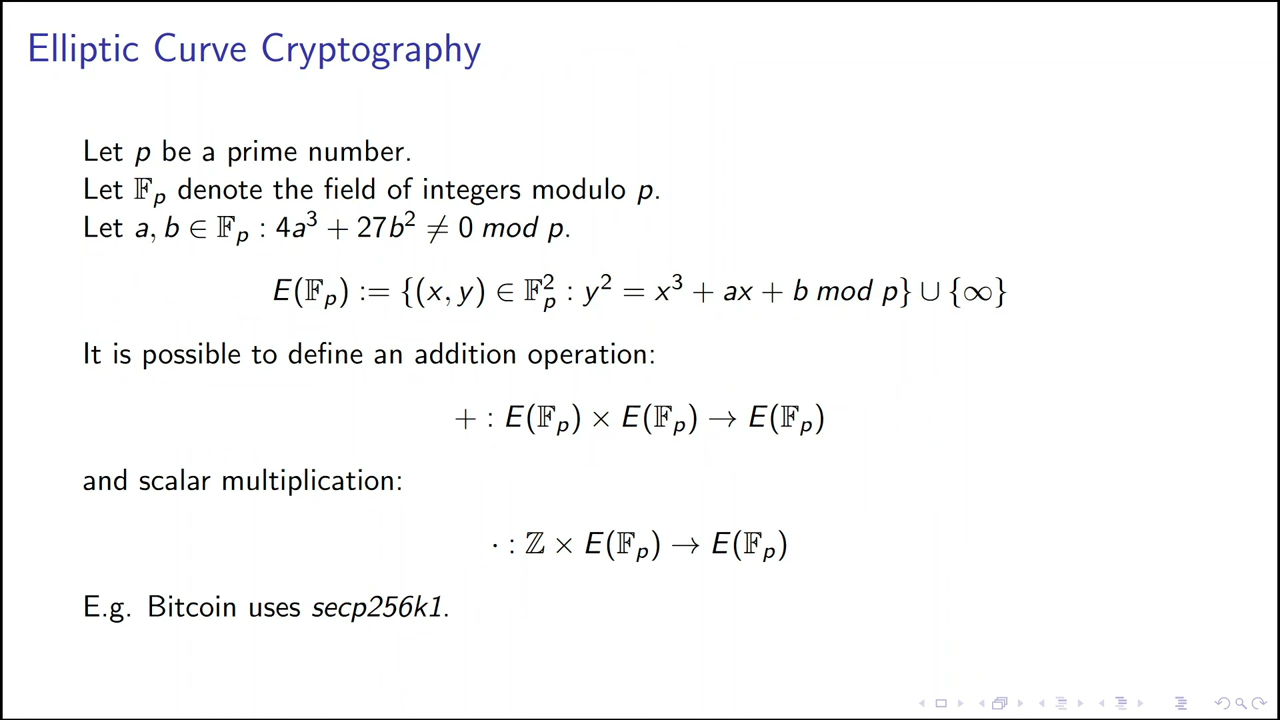 Elliptic Curve Cryptography
Let p be a prime number.
Let 𝔽ₚ denote the field of integers modulo p.
Let a, b ∈ 𝔽ₚ : 4a³ + 27b² ≠ 0 mod p.
E(𝔽ₚ) := {(x, y) ∈ 𝔽ₚ² : y² = x³ + ax + b mod p} ∪ {∞}
It is possible to define an addition operation:
+ : E(𝔽ₚ) × E(𝔽ₚ) → E(𝔽ₚ)
and scalar multiplication:
· : ℤ × E(𝔽ₚ) → E(𝔽ₚ)
E.g. Bitcoin uses secp256k1.